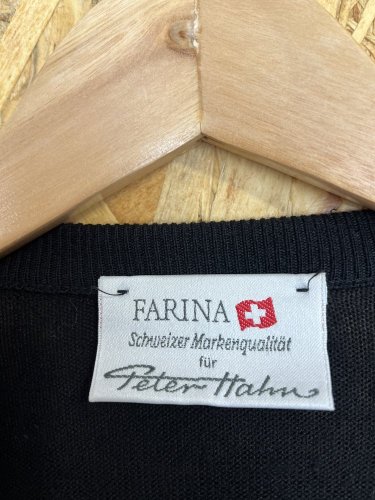 FARINA
Schweizer Markenqualität
für
Peter Hahn